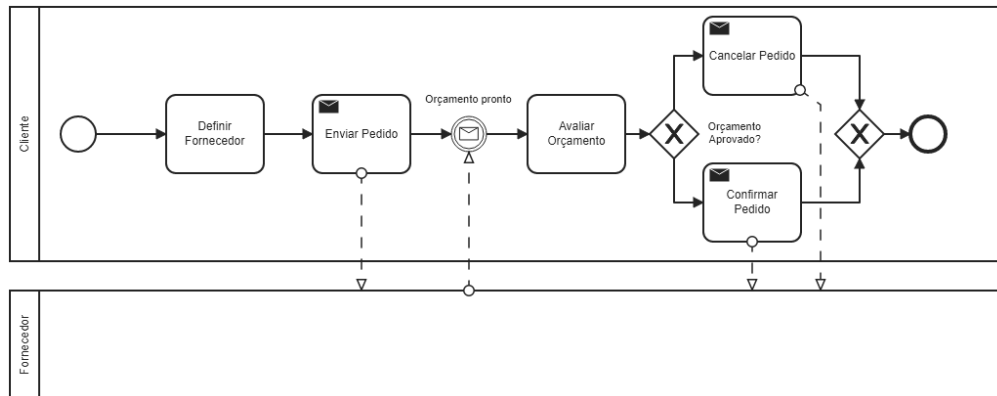 Cliente
Definir
Fornecedor
Enviar Pedido
Orçamento pronto
Avaliar
Orçamento
Orçamento
Aprovado?
Cancelar Pedido
Confirmar
Pedido
Fornecedor